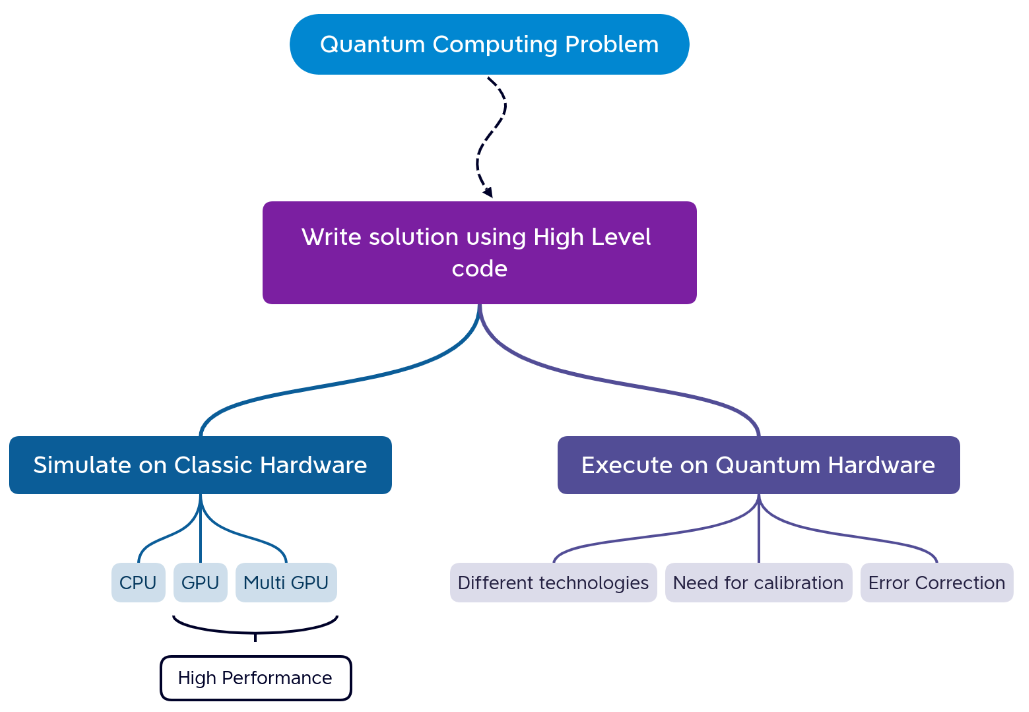 Quantum Computing Problem
Write solution using High Level
code
Simulate on Classic Hardware
Execute on Quantum Hardware
CPU
GPU
Multi GPU
Different technologies
Need for calibration
Error Correction
High Performance